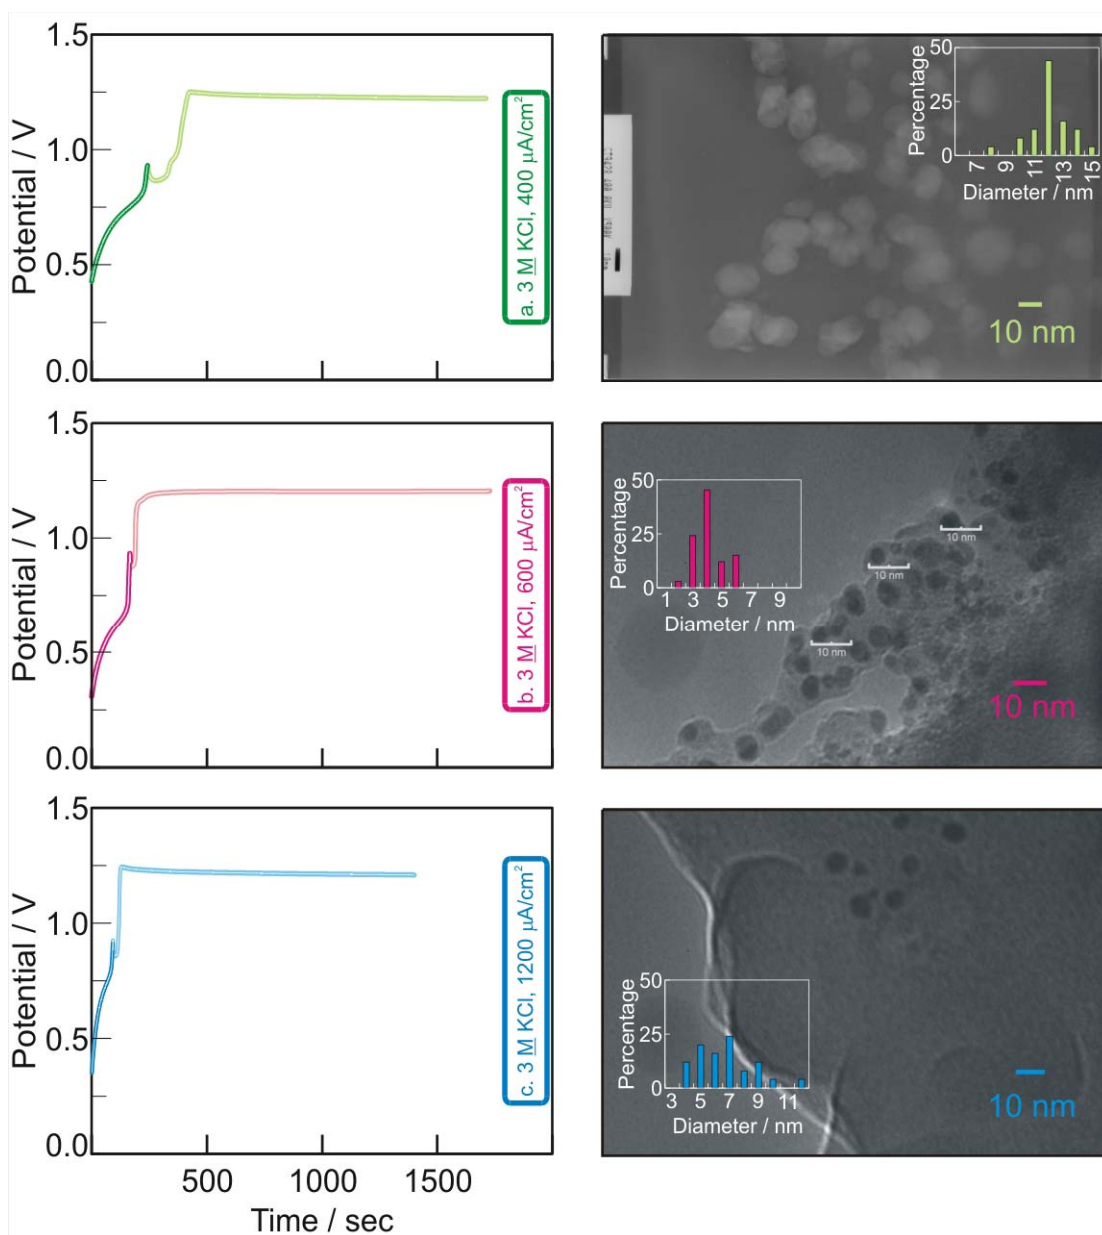 1.5
1.0
0.5
0.0
Potential / V
a. 3 M KCl, 400 µA/cm²
50
25
0
Percentage
7 9 11 13 15
Diameter / nm
10 nm
1.5
1.0
0.5
0.0
Potential / V
b. 3 M KCl, 600 µA/cm²
50
25
0
Percentage
1 3 5 7 9
Diameter / nm
10 nm
10 nm
10 nm
10 nm
1.5
1.0
0.5
0.0
Potential / V
500 1000 1500
Time / sec
c. 3 M KCl, 1200 µA/cm²
50
25
0
Percentage
3 5 7 9 11
Diameter / nm
10 nm